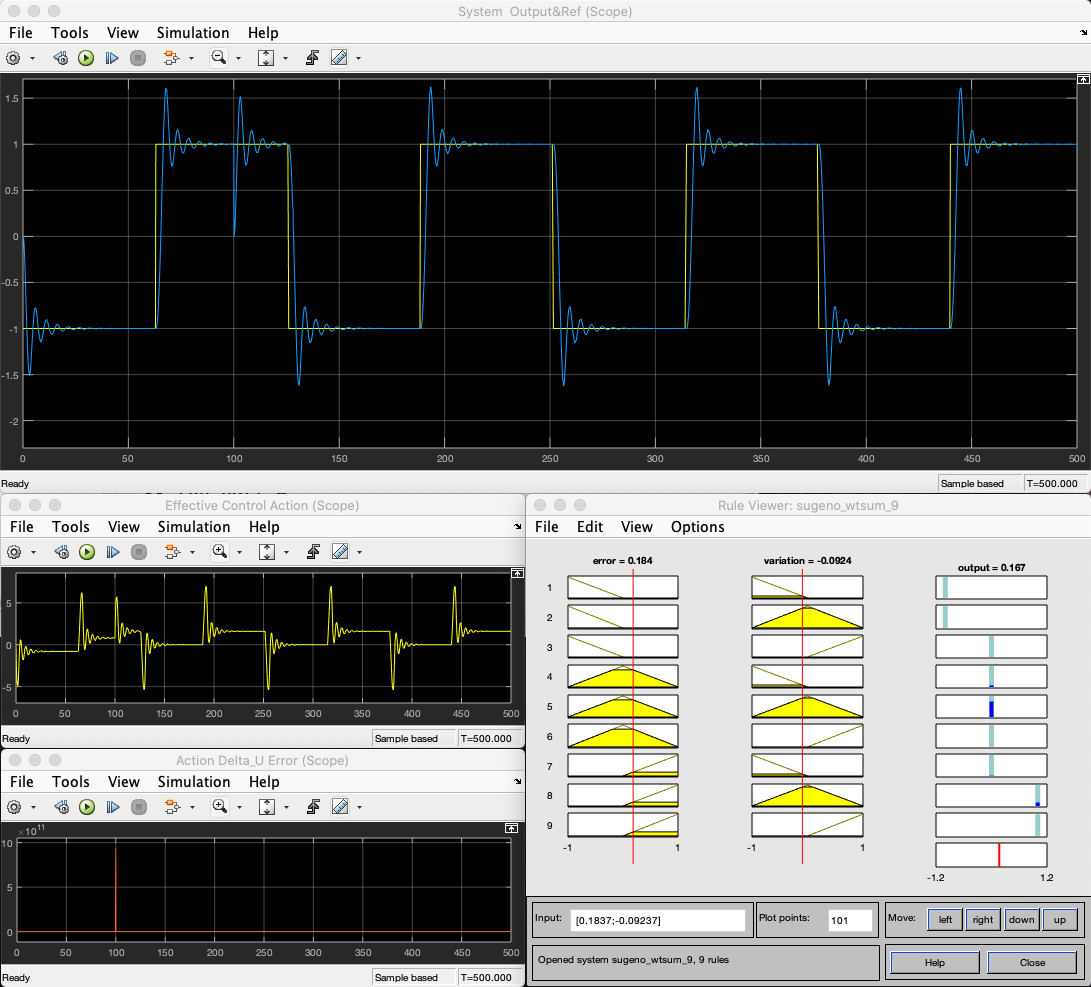 System Output&Ref (Scope)
File Tools View Simulation Help
1.5
1
0.5
0
-0.5
-1
-1.5
-2
0 50 100 150 200 250 300 350 400 450 500
Ready Sample based T=500.000
Effective Control Action (Scope)
File Tools View Simulation Help
5
0
-5
0 50 100 150 200 250 300 350 400 450 500
Ready Sample based T=500.000
Action Delta_U Error (Scope)
File Tools View Simulation Help
×10^11
10
5
0
0 50 100 150 200 250 300 350 400 450 500
Ready Sample based T=500.000
Rule Viewer: sugeno_wtsum_9
File Edit View Options
error = 0.184 variation = -0.0924 output = 0.167
1
2
3
4
5
6
7
8
9
-1 1 -1 1
-1.2 1.2
Input: [0.1837;-0.09237] Plot points: 101 Move: left right down up
Opened system sugeno_wtsum_9, 9 rules Help Close